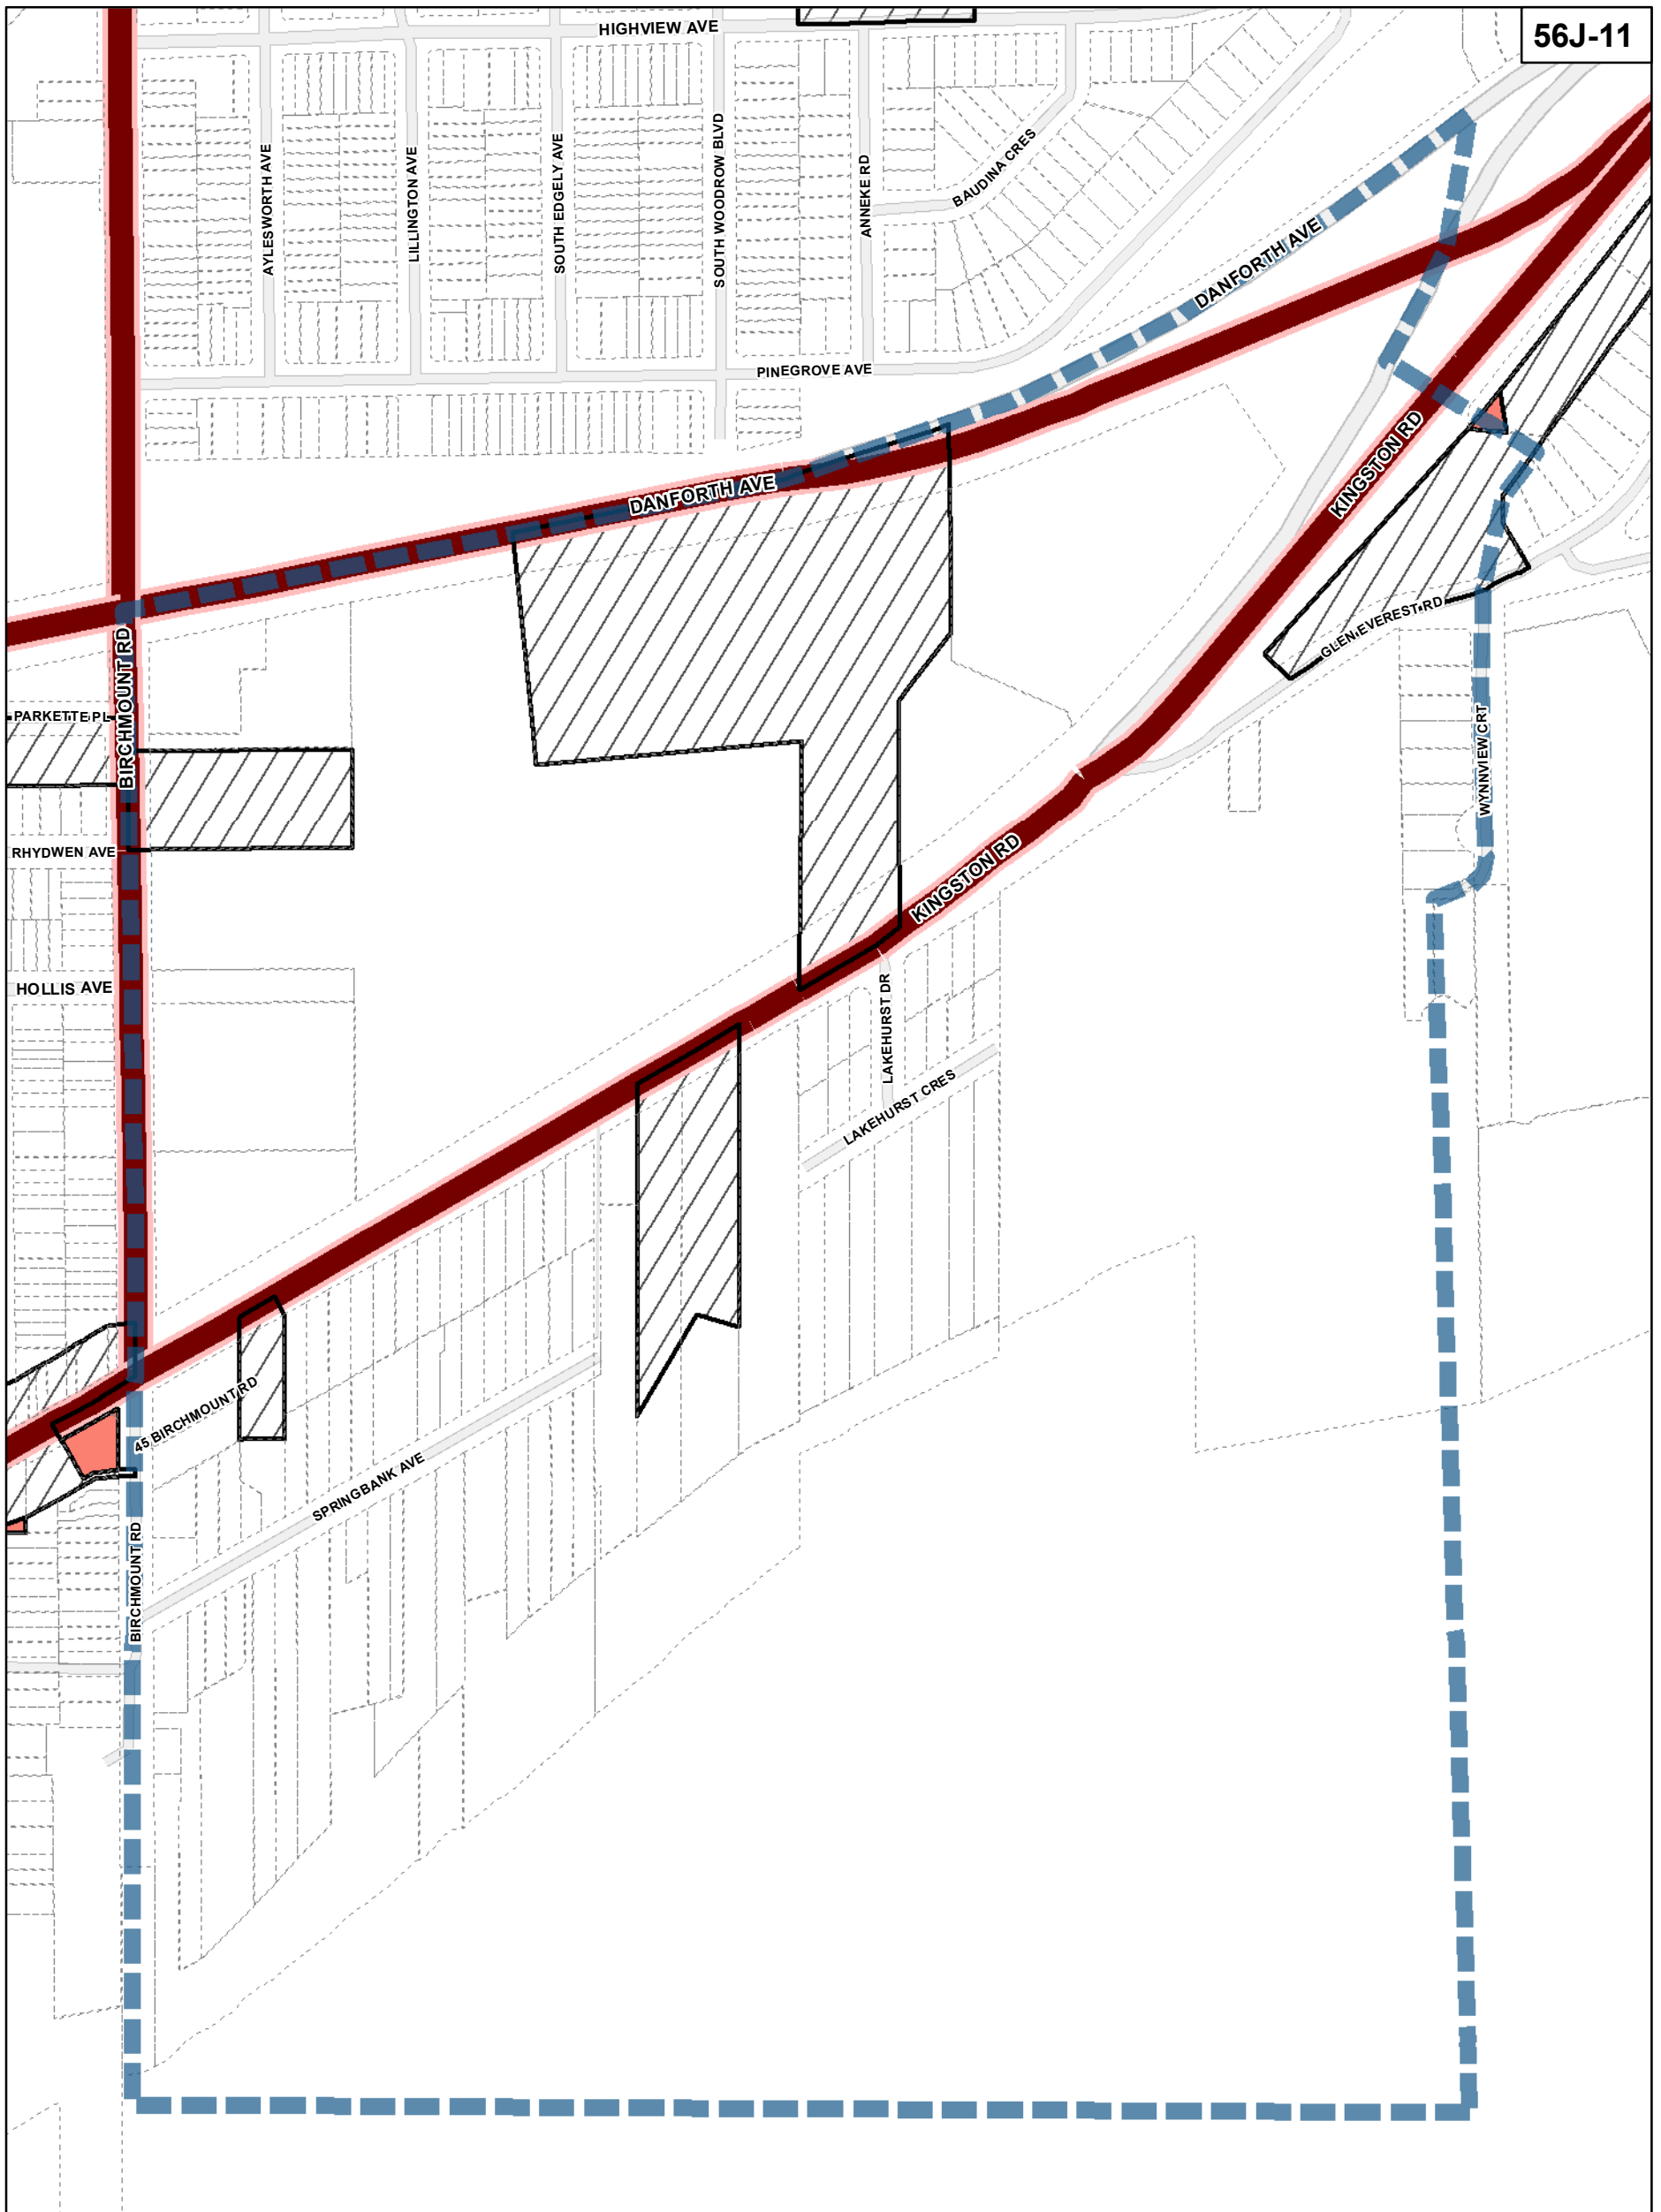 56J-11
HIGHVIEW AVE
AYLESWORTH AVE
LILLINGTON AVE
SOUTH EDGELY AVE
SOUTH WOODROW BLVD
ANNEKE RD
BAUDINA CRES
DANFORTH AVE
PINEGROVE AVE
DANFORTH AVE
KINGSTON RD
GLEN EVEREST RD
BIRCHMOUNT RD
PARKETTE PL
WYNNVIEW CRT
RHYDWEN AVE
KINGSTON RD
HOLLIS AVE
LAKEHURST DR
LAKEHURST CRES
45 BIRCHMOUNT RD
SPRINGBANK AVE
BIRCHMOUNT RD